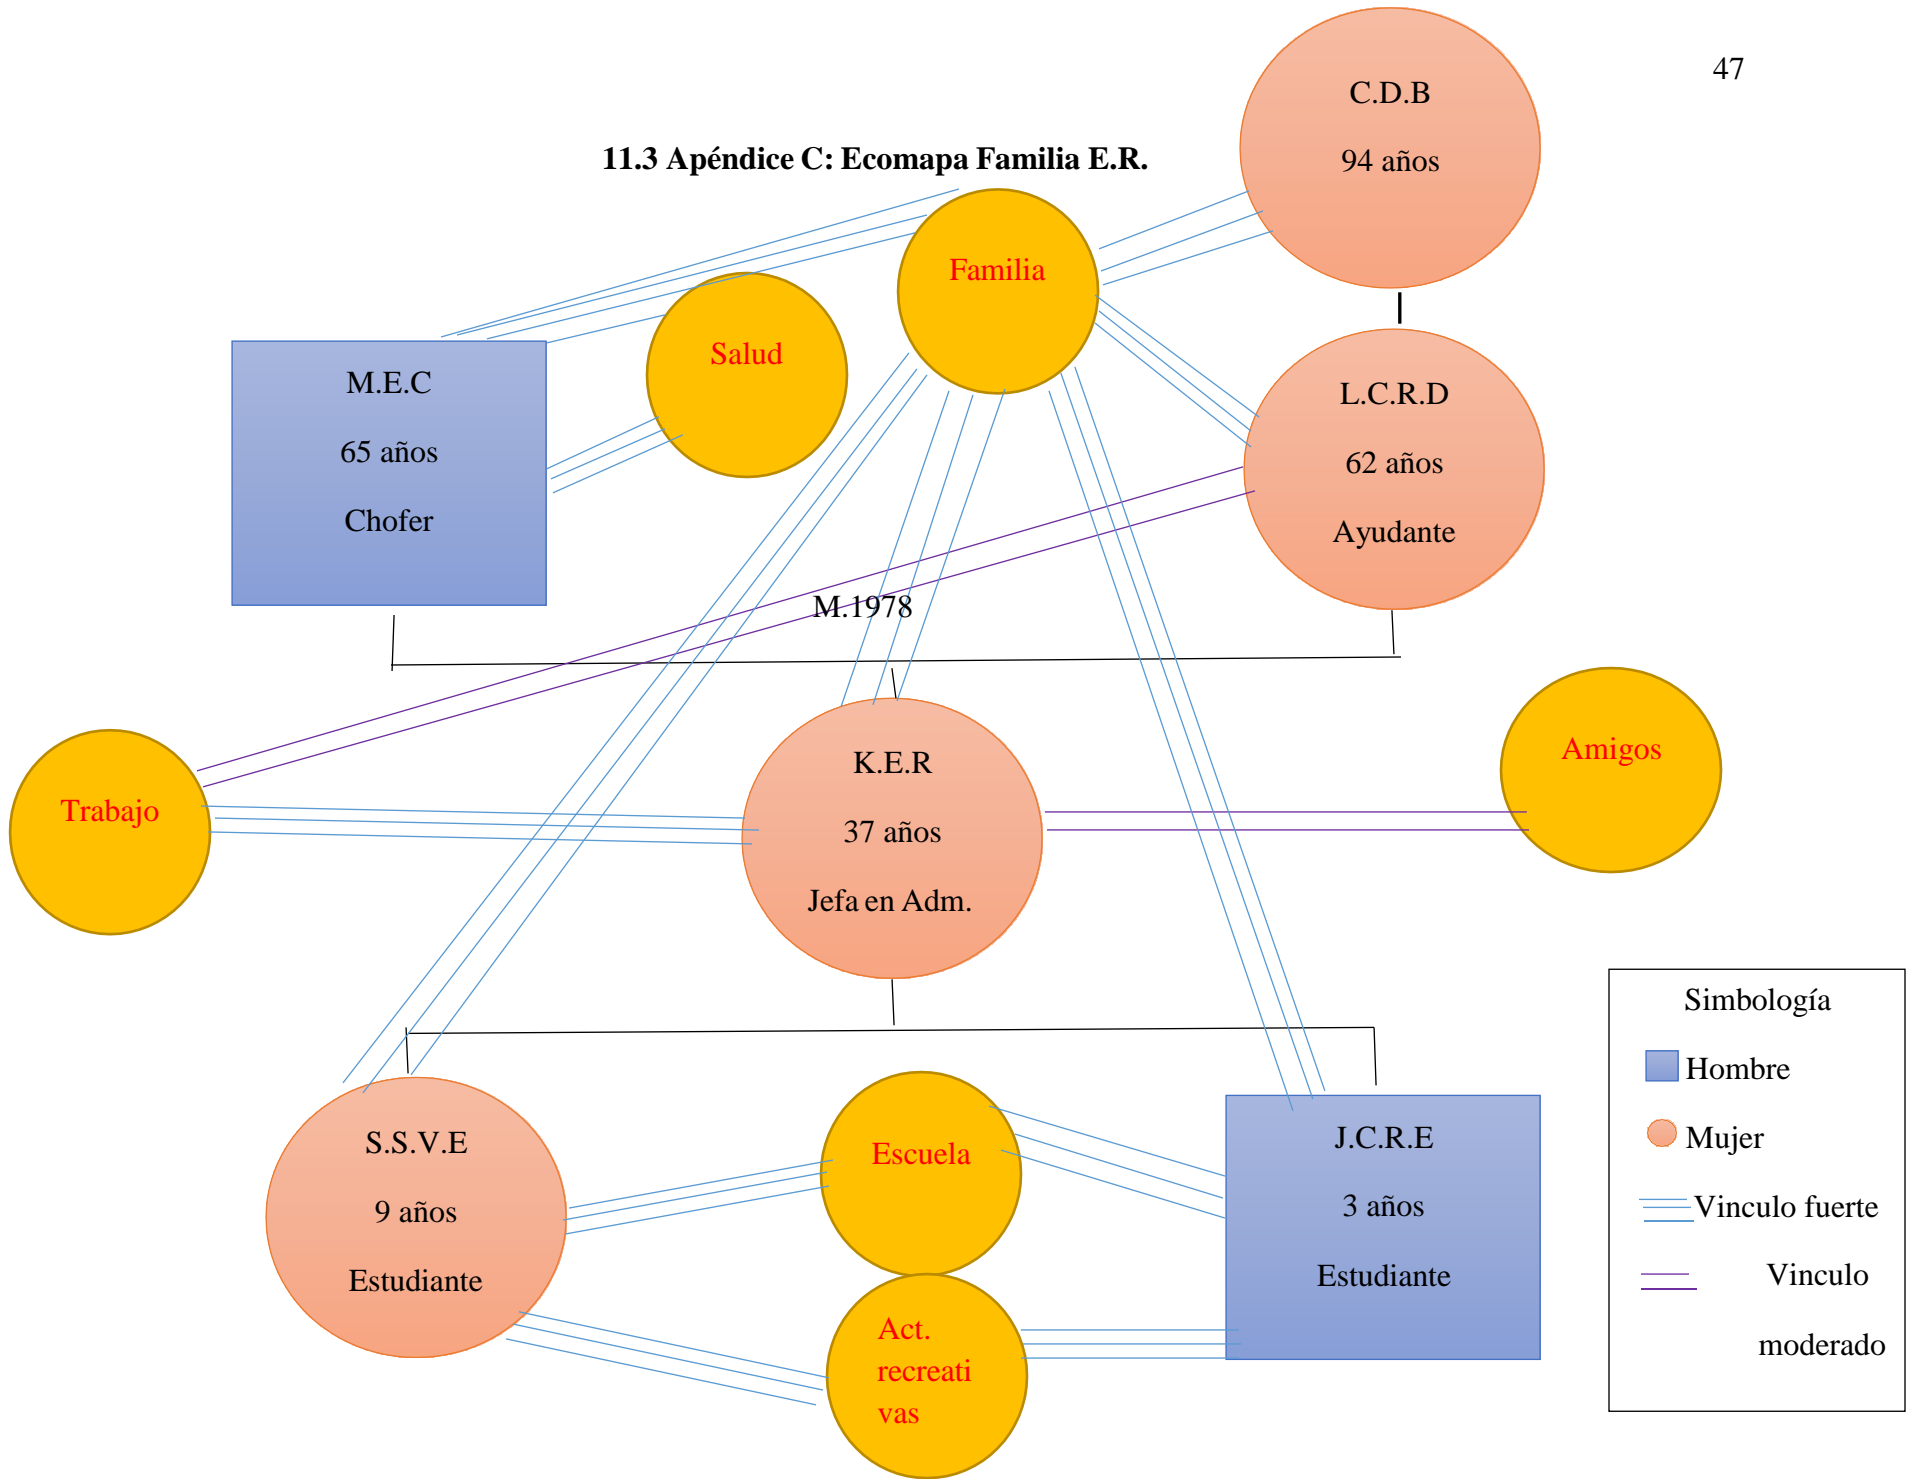 47
11.3 Apéndice C: Ecomapa Familia E.R.
C.D.B
94 años
Familia
Salud
M.E.C
65 años
Chofer
L.C.R.D
62 años
Ayudante
M.1978
Trabajo
K.E.R
37 años
Jefa en Adm.
Amigos
S.S.V.E
9 años
Estudiante
Escuela
Act.
recreati
vas
J.C.R.E
3 años
Estudiante
Simbología
Hombre
Mujer
Vinculo fuerte
Vinculo
moderado